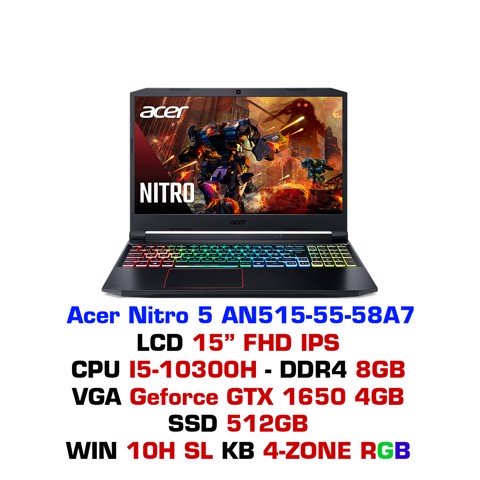 acer
NITRO
acer
Acer Nitro 5 AN515-55-58A7
LCD 15” FHD IPS
CPU I5-10300H - DDR4 8GB
VGA Geforce GTX 1650 4GB
SSD 512GB
WIN 10H SL KB 4-ZONE RGB